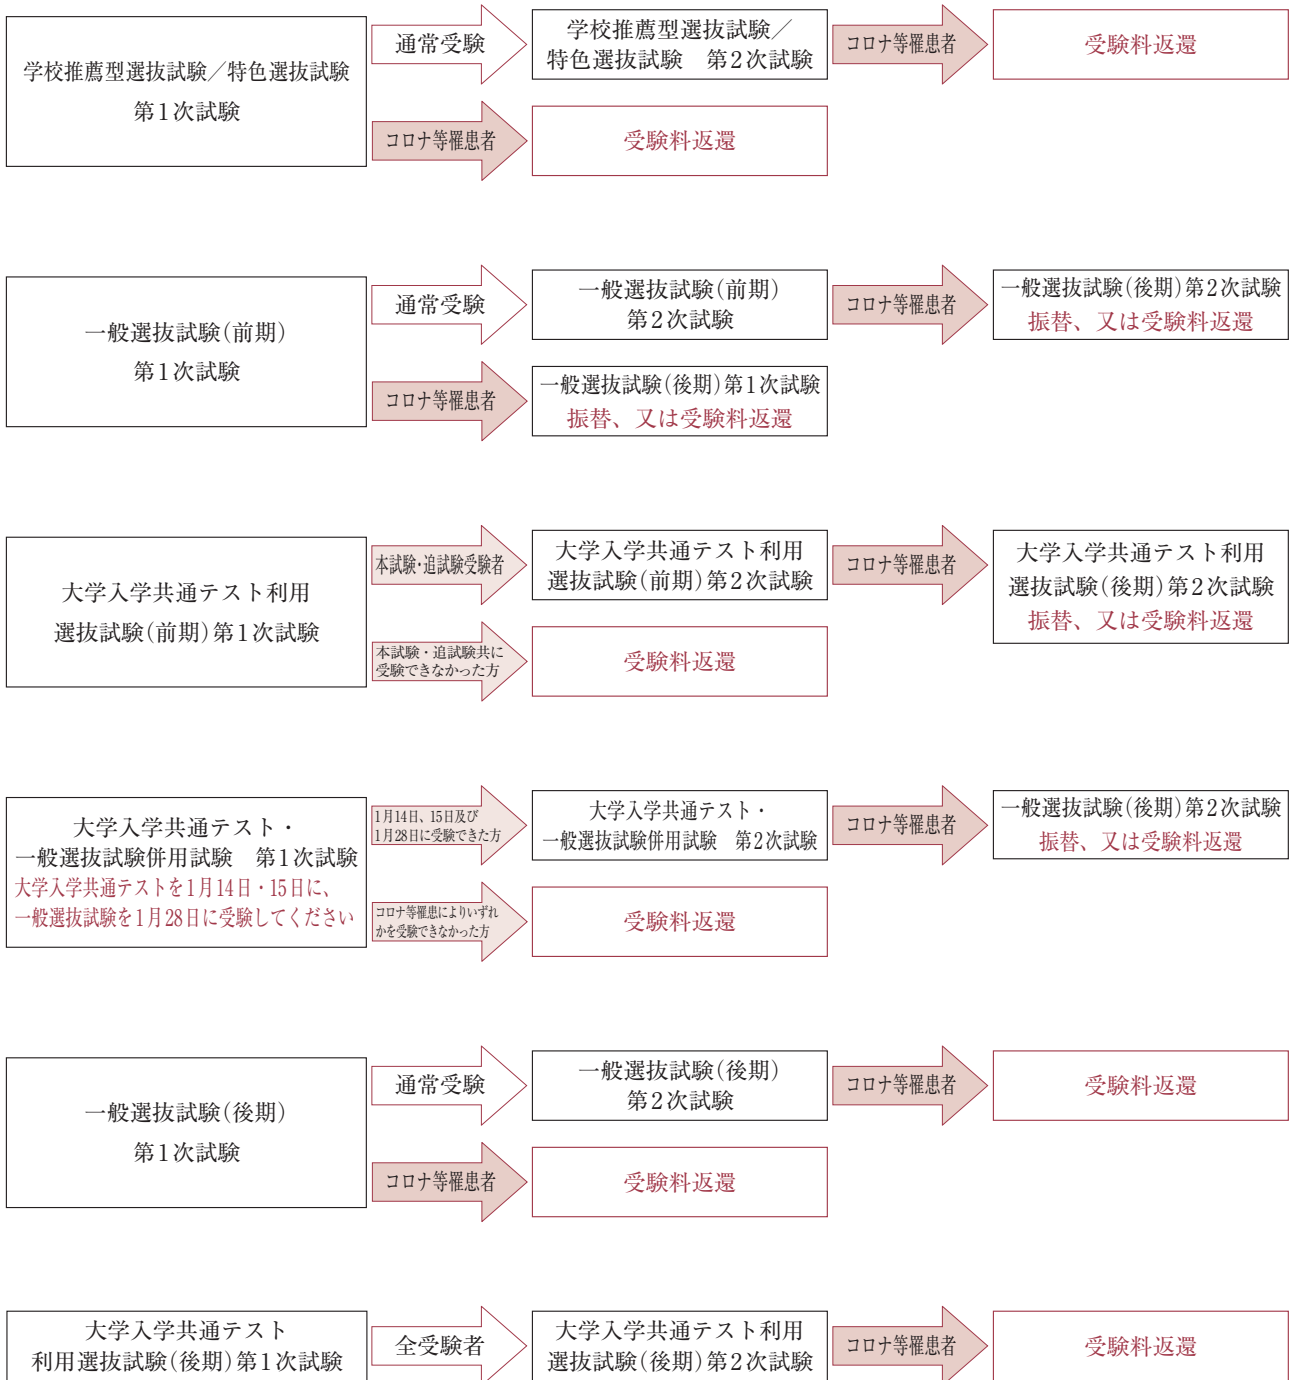 学校推薦型選抜試験／特色選抜試験
第1次試験
通常受験
学校推薦型選抜試験／
特色選抜試験　第2次試験
コロナ等罹患者
受験料返還
コロナ等罹患者
受験料返還
一般選抜試験(前期)
第1次試験
通常受験
一般選抜試験(前期)
第2次試験
コロナ等罹患者
一般選抜試験(後期)第2次試験
振替、又は受験料返還
コロナ等罹患者
一般選抜試験(後期)第1次試験
振替、又は受験料返還
大学入学共通テスト利用
選抜試験(前期)第1次試験
本試験・追試験受験者
大学入学共通テスト利用
選抜試験(前期)第2次試験
コロナ等罹患者
大学入学共通テスト利用
選抜試験(後期)第2次試験
振替、又は受験料返還
本試験・追試験共に
受験できなかった方
受験料返還
大学入学共通テスト・
一般選抜試験併用試験　第1次試験
大学入学共通テストを1月14日・15日に、
一般選抜試験を1月28日に受験してください
1月14日、15日及び
1月28日に受験できた方
大学入学共通テスト・
一般選抜試験併用試験　第2次試験
コロナ等罹患者
一般選抜試験(後期)第2次試験
振替、又は受験料返還
コロナ等罹患によりいずれ
かを受験できなかった方
受験料返還
一般選抜試験(後期)
第1次試験
通常受験
一般選抜試験(後期)
第2次試験
コロナ等罹患者
受験料返還
コロナ等罹患者
受験料返還
大学入学共通テスト
利用選抜試験(後期)第1次試験
全受験者
大学入学共通テスト利用
選抜試験(後期)第2次試験
コロナ等罹患者
受験料返還